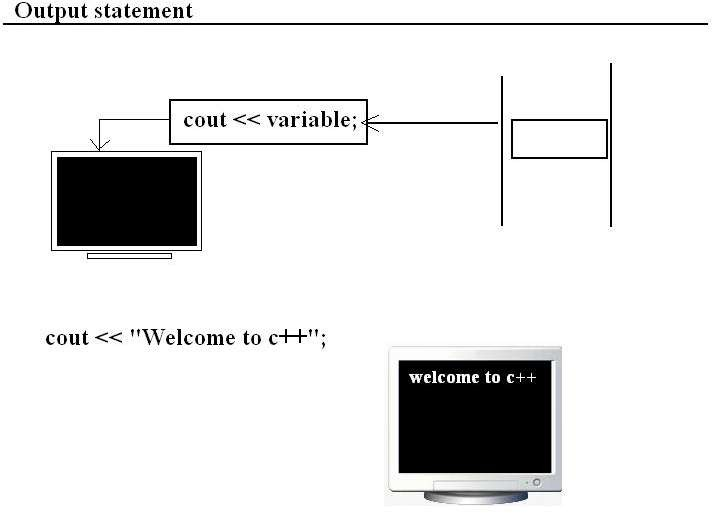 Output statement
cout << variable;
cout << "Welcome to c++";
welcome to c++